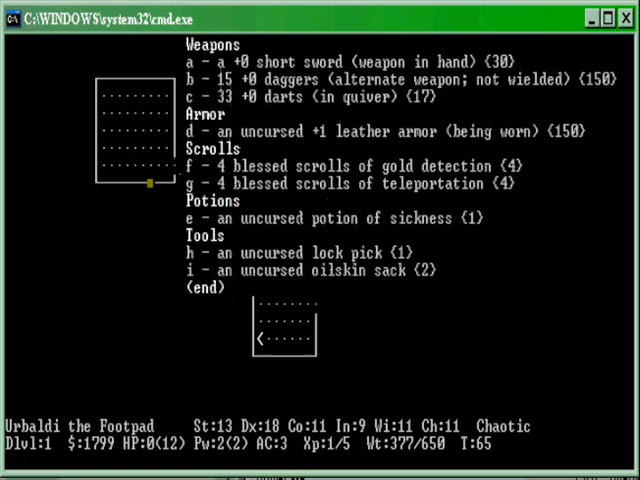 C:\WINDOWS\system32\cmd.exe
Weapons
a - a +0 short sword (weapon in hand) {30}
b - 15 +0 daggers (alternate weapon; not wielded) {150}
c - 33 +0 darts (in quiver) {17}
Armor
d - an uncursed +1 leather armor (being worn) {150}
Scrolls
f - 4 blessed scrolls of gold detection {4}
g - 4 blessed scrolls of teleportation {4}
Potions
e - an uncursed potion of sickness {1}
Tools
h - an uncursed lock pick {1}
i - an uncursed oilskin sack {2}
(end)
Urbaldi the Footpad St:13 Dx:18 Co:11 In:9 Wi:11 Ch:11 Chaotic
Dlvl:1 $:1799 HP:0(12) Pw:2(2) AC:3 Xp:1/5 Wt:377/650 T:65